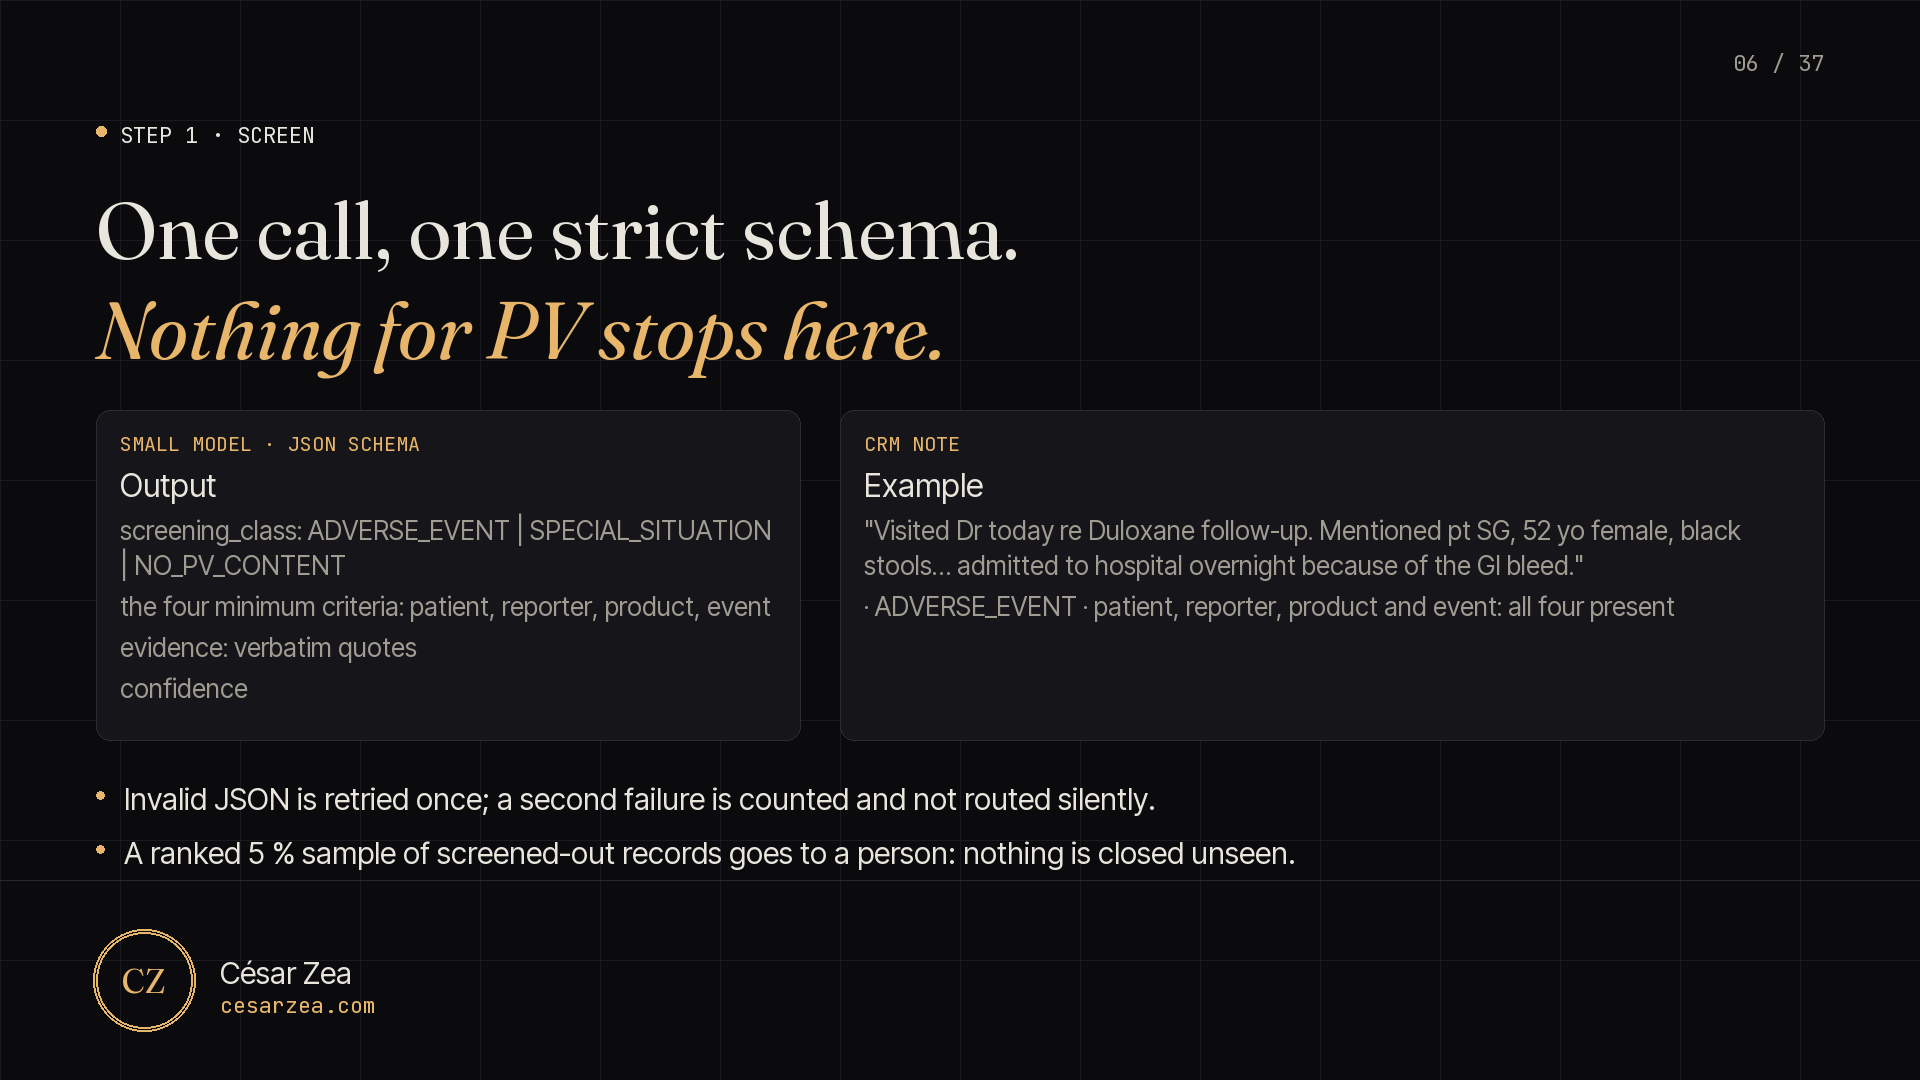 06 / 37
STEP 1 · SCREEN
One call, one strict schema.
Nothing for PV stops here.
SMALL MODEL · JSON SCHEMA
Output
screening_class: ADVERSE_EVENT | SPECIAL_SITUATION
| NO_PV_CONTENT
the four minimum criteria: patient, reporter, product, event
evidence: verbatim quotes
confidence
CRM NOTE
Example
"Visited Dr today re Duloxane follow-up. Mentioned pt SG, 52 yo female, black
stools… admitted to hospital overnight because of the GI bleed."
· ADVERSE_EVENT · patient, reporter, product and event: all four present
• Invalid JSON is retried once; a second failure is counted and not routed silently.
• A ranked 5 % sample of screened-out records goes to a person: nothing is closed unseen.
CZ
César Zea
cesarzea.com